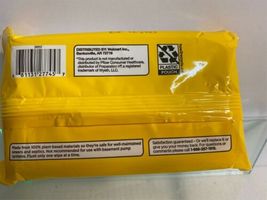 DISTRIBUTED BY: Walmart Inc.,
Bentonville, AR 72716
*This product is not manufactured or
distributed by Pfizer Consumer Healthcare,
distributor of Preparation H® a registered
trademark of Wyeth, LLC.
PLASTIC
POUCH
Made from 100% plant-based materials so they're safe for well-maintained
sewers and septics. Not recommended for use with basement pump
systems. Flush only one wipe at a time.
Satisfaction guaranteed - Or we'll replace it or
give you your money back. For questions or
comments please call 1-888-287-1915.